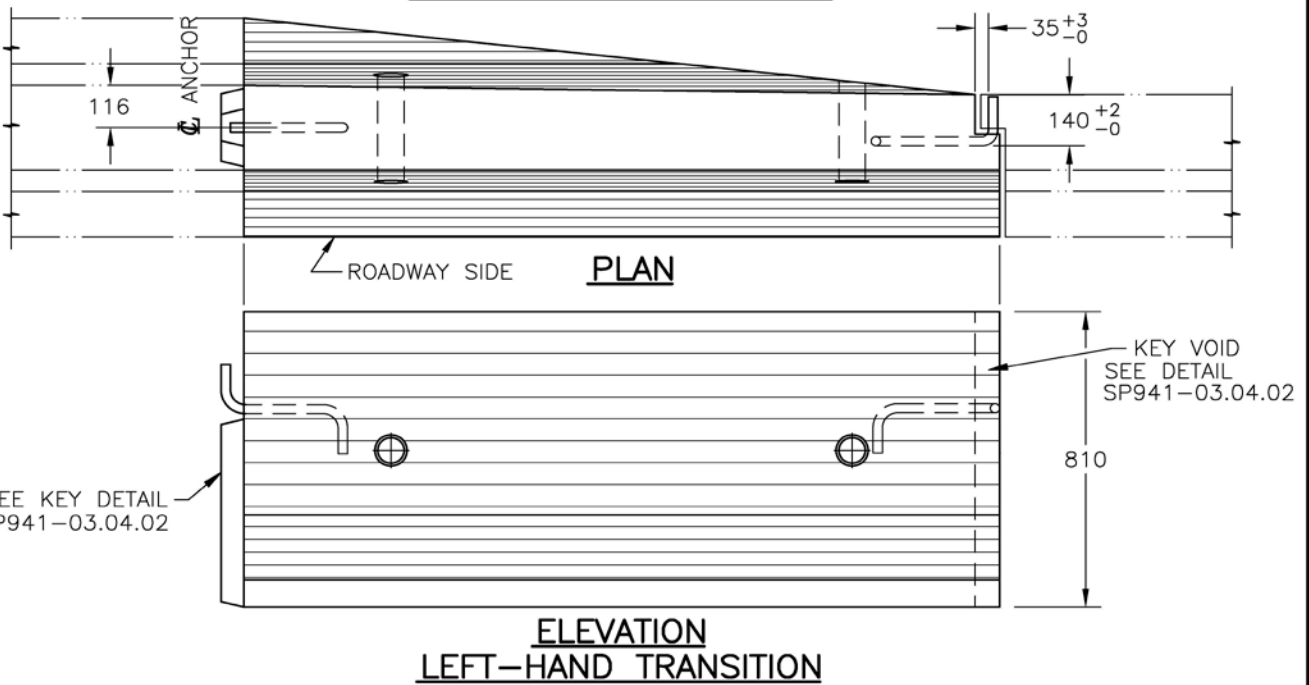 35 +3 -0
℄ ANCHOR
116
140 +2 -0
ROADWAY SIDE
PLAN
KEY VOID
SEE DETAIL
SP941-03.04.02
810
EE KEY DETAIL
P941-03.04.02
ELEVATION
LEFT-HAND TRANSITION